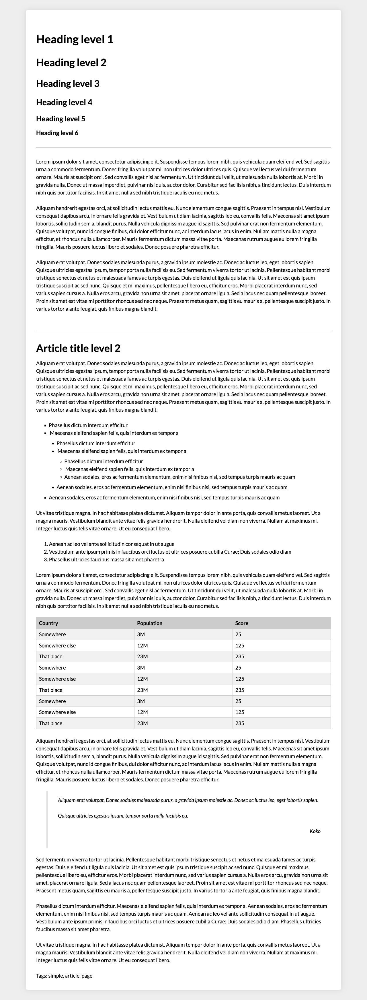 Heading level 1
Heading level 2
Heading level 3
Heading level 4
Heading level 5
Heading level 6
Lorem ipsum dolor sit amet, consectetur adipiscing elit. Suspendisse tempus lorem nibh, quis vehicula quam eleifend vel. Sed sagittis
urna a commodo fermentum. Donec fringilla volutpat mi, non ultrices dolor ultrices quis. Quisque vel lectus vel dui fermentum
ornare. Mauris at suscipit orci. Sed convallis eget nisl ac fermentum. Ut tincidunt dui velit, ut malesuada nulla lobortis at. Morbi in
gravida nulla. Donec ut massa imperdiet, pulvinar nisi quis, auctor dolor. Curabitur sed facilisis nibh, a tincidunt lectus. Duis interdum
nibh quis porttitor facilisis. In sit amet nulla sed nibh tristique iaculis eu nec metus.
Aliquam hendrerit egestas orci, at sollicitudin lectus mattis eu. Nunc elementum congue sagittis. Praesent in tempus nisl. Vestibulum
consequat dapibus arcu, in ornare felis gravida et. Vestibulum ut diam lacinia, sagittis leo eu, convallis felis. Maecenas sit amet ipsum
lobortis, sollicitudin sem a, blandit purus. Nulla vehicula dignissim augue id sagittis. Sed pulvinar erat non fermentum elementum.
Quisque volutpat, nunc id congue finibus, dui dolor efficitur nunc, ac interdum lacus lacus in enim. Nullam mattis nulla a magna
efficitur, et rhoncus nulla ullamcorper. Mauris fermentum dictum massa vitae porta. Maecenas rutrum augue eu lorem fringilla
fringilla. Mauris posuere luctus libero et sodales. Donec posuere pharetra efficitur.
Aliquam erat volutpat. Donec sodales malesuada purus, a gravida ipsum molestie ac. Donec ac luctus leo, eget lobortis sapien.
Quisque ultricies egestas ipsum, tempor porta nulla facilisis eu. Sed fermentum viverra tortor ut lacinia. Pellentesque habitant morbi
tristique senectus et netus et malesuada fames ac turpis egestas. Duis eleifend ut ligula quis lacinia. Ut sit amet est quis ipsum
tristique suscipit ac sed nunc. Quisque et mi maximus, pellentesque libero eu, efficitur eros. Morbi placerat interdum nunc, sed
varius sapien cursus a. Nulla eros arcu, gravida non urna sit amet, placerat ornare ligula. Sed a lacus nec quam pellentesque laoreet.
Proin sit amet est vitae mi porttitor rhoncus sed nec neque. Praesent metus quam, sagittis eu mauris a, pellentesque suscipit justo. In
varius tortor a ante feugiat, quis finibus magna blandit.
Article title level 2
Aliquam erat volutpat. Donec sodales malesuada purus, a gravida ipsum molestie ac. Donec ac luctus leo, eget lobortis sapien.
Quisque ultricies egestas ipsum, tempor porta nulla facilisis eu. Sed fermentum viverra tortor ut lacinia. Pellentesque habitant morbi
tristique senectus et netus et malesuada fames ac turpis egestas. Duis eleifend ut ligula quis lacinia. Ut sit amet est quis ipsum
tristique suscipit ac sed nunc. Quisque et mi maximus, pellentesque libero eu, efficitur eros. Morbi placerat interdum nunc, sed
varius sapien cursus a. Nulla eros arcu, gravida non urna sit amet, placerat ornare ligula. Sed a lacus nec quam pellentesque laoreet.
Proin sit amet est vitae mi porttitor rhoncus sed nec neque. Praesent metus quam, sagittis eu mauris a, pellentesque suscipit justo. In
varius tortor a ante feugiat, quis finibus magna blandit.
Phasellus dictum interdum efficitur
Maecenas eleifend sapien felis, quis interdum ex tempor a
Phasellus dictum interdum efficitur
Maecenas eleifend sapien felis, quis interdum ex tempor a
Phasellus dictum interdum efficitur
Maecenas eleifend sapien felis, quis interdum ex tempor a
Aenean sodales, eros ac fermentum elementum, enim nisi finibus nisi, sed tempus turpis mauris ac quam
Aenean sodales, eros ac fermentum elementum, enim nisi finibus nisi, sed tempus turpis mauris ac quam
Aenean sodales, eros ac fermentum elementum, enim nisi finibus nisi, sed tempus turpis mauris ac quam
Ut vitae tristique magna. In hac habitasse platea dictumst. Aliquam tempor dolor in ante porta, quis convallis metus laoreet. Ut a
magna mauris. Vestibulum blandit ante vitae felis gravida hendrerit. Nulla eleifend vel diam non viverra. Nullam at maximus mi.
Integer luctus quis felis vitae ornare. Ut eu consequat libero.
1. Aenean ac leo vel ante sollicitudin consequat in ut augue
2. Vestibulum ante ipsum primis in faucibus orci luctus et ultrices posuere cubilia Curae; Duis sodales odio diam
3. Phasellus ultricies faucibus massa sit amet pharetra
Lorem ipsum dolor sit amet, consectetur adipiscing elit. Suspendisse tempus lorem nibh, quis vehicula quam eleifend vel. Sed sagittis
urna a commodo fermentum. Donec fringilla volutpat mi, non ultrices dolor ultrices quis. Quisque vel lectus vel dui fermentum
ornare. Mauris at suscipit orci. Sed convallis eget nisl ac fermentum. Ut tincidunt dui velit, ut malesuada nulla lobortis at. Morbi in
gravida nulla. Donec ut massa imperdiet, pulvinar nisi quis, auctor dolor. Curabitur sed facilisis nibh, a tincidunt lectus. Duis interdum
nibh quis porttitor facilisis. In sit amet nulla sed nibh tristique iaculis eu nec metus.
Country Population Score
Somewhere 3M 25
Somewhere else 12M 125
That place 23M 235
Somewhere 3M 25
Somewhere else 12M 125
That place 23M 235
Somewhere 3M 25
Somewhere else 12M 125
That place 23M 235
Aliquam hendrerit egestas orci, at sollicitudin lectus mattis eu. Nunc elementum congue sagittis. Praesent in tempus nisl. Vestibulum
consequat dapibus arcu, in ornare felis gravida et. Vestibulum ut diam lacinia, sagittis leo eu, convallis felis. Maecenas sit amet ipsum
lobortis, sollicitudin sem a, blandit purus. Nulla vehicula dignissim augue id sagittis. Sed pulvinar erat non fermentum elementum.
Quisque volutpat, nunc id congue finibus, dui dolor efficitur nunc, ac interdum lacus lacus in enim. Nullam mattis nulla a magna
efficitur, et rhoncus nulla ullamcorper. Mauris fermentum dictum massa vitae porta. Maecenas rutrum augue eu lorem fringilla
fringilla. Mauris posuere luctus libero et sodales. Donec posuere pharetra efficitur.
Aliquam erat volutpat. Donec sodales malesuada purus, a gravida ipsum molestie ac. Donec ac luctus leo, eget lobortis sapien.
Quisque ultricies egestas ipsum, tempor porta nulla facilisis eu.
Koko
Sed fermentum viverra tortor ut lacinia. Pellentesque habitant morbi tristique senectus et netus et malesuada fames ac turpis
egestas. Duis eleifend ut ligula quis lacinia. Ut sit amet est quis ipsum tristique suscipit ac sed nunc. Quisque et mi maximus,
pellentesque libero eu, efficitur eros. Morbi placerat interdum nunc, sed varius sapien cursus a. Nulla eros arcu, gravida non urna sit
amet, placerat ornare ligula. Sed a lacus nec quam pellentesque laoreet. Proin sit amet est vitae mi porttitor rhoncus sed nec neque.
Praesent metus quam, sagittis eu mauris a, pellentesque suscipit justo. In varius tortor a ante feugiat, quis finibus magna blandit.
Phasellus dictum interdum efficitur. Maecenas eleifend sapien felis, quis interdum ex tempor a. Aenean sodales, eros ac fermentum
elementum, enim nisi finibus nisi, sed tempus turpis mauris ac quam. Aenean ac leo vel ante sollicitudin consequat in ut augue.
Vestibulum ante ipsum primis in faucibus orci luctus et ultrices posuere cubilia Curae; Duis sodales odio diam. Phasellus ultricies
faucibus massa sit amet pharetra.
Ut vitae tristique magna. In hac habitasse platea dictumst. Aliquam tempor dolor in ante porta, quis convallis metus laoreet. Ut a
magna mauris. Vestibulum blandit ante vitae felis gravida hendrerit. Nulla eleifend vel diam non viverra. Nullam at maximus mi.
Integer luctus quis felis vitae ornare. Ut eu consequat libero.
Tags: simple, article, page